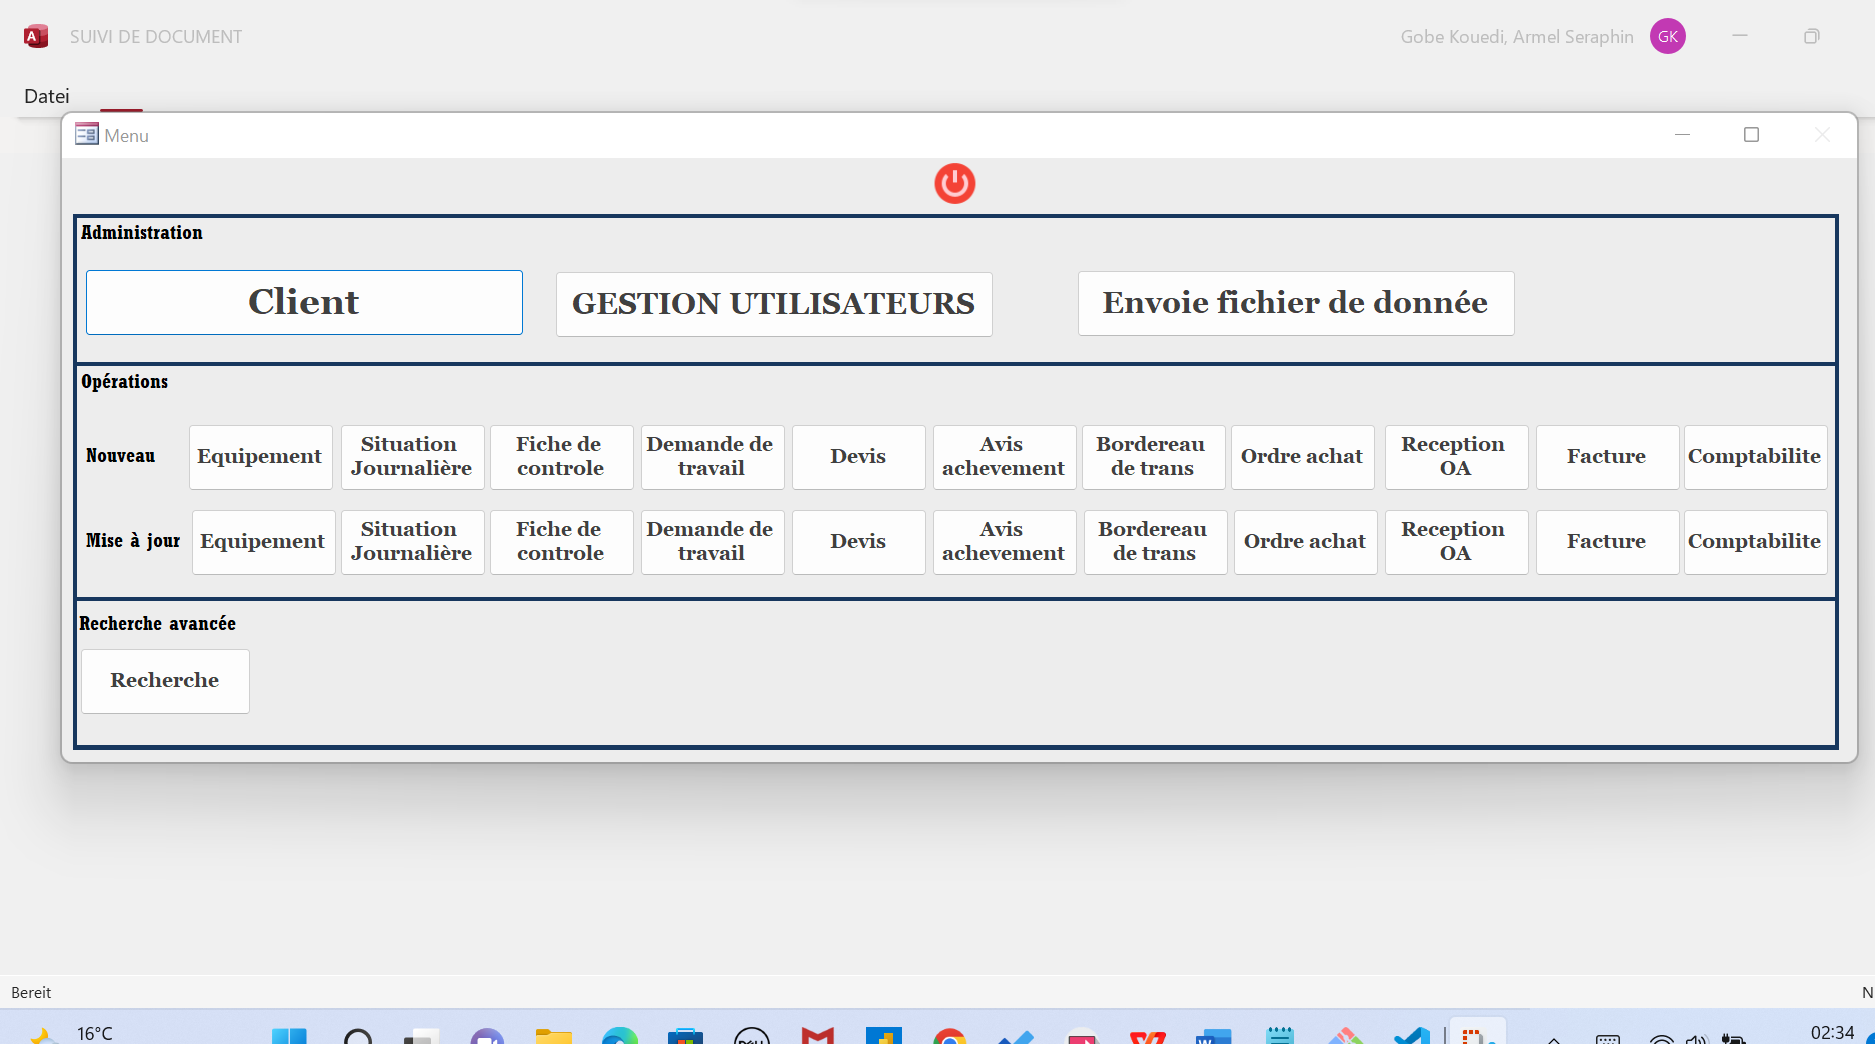 SUIVI DE DOCUMENT
Gobe Kouedi, Armel Seraphin
GK
Datei
Menu
Administration
Client
GESTION UTILISATEURS
Envoie fichier de donnée
Opérations
Nouveau
Equipement
Situation
Journalière
Fiche de
controle
Demande de
travail
Devis
Avis
achevement
Bordereau
de trans
Ordre achat
Reception
OA
Facture
Comptabilite
Mise à jour
Equipement
Situation
Journalière
Fiche de
controle
Demande de
travail
Devis
Avis
achevement
Bordereau
de trans
Ordre achat
Reception
OA
Facture
Comptabilite
Recherche avancée
Recherche
Bereit
N
16°C
02:34